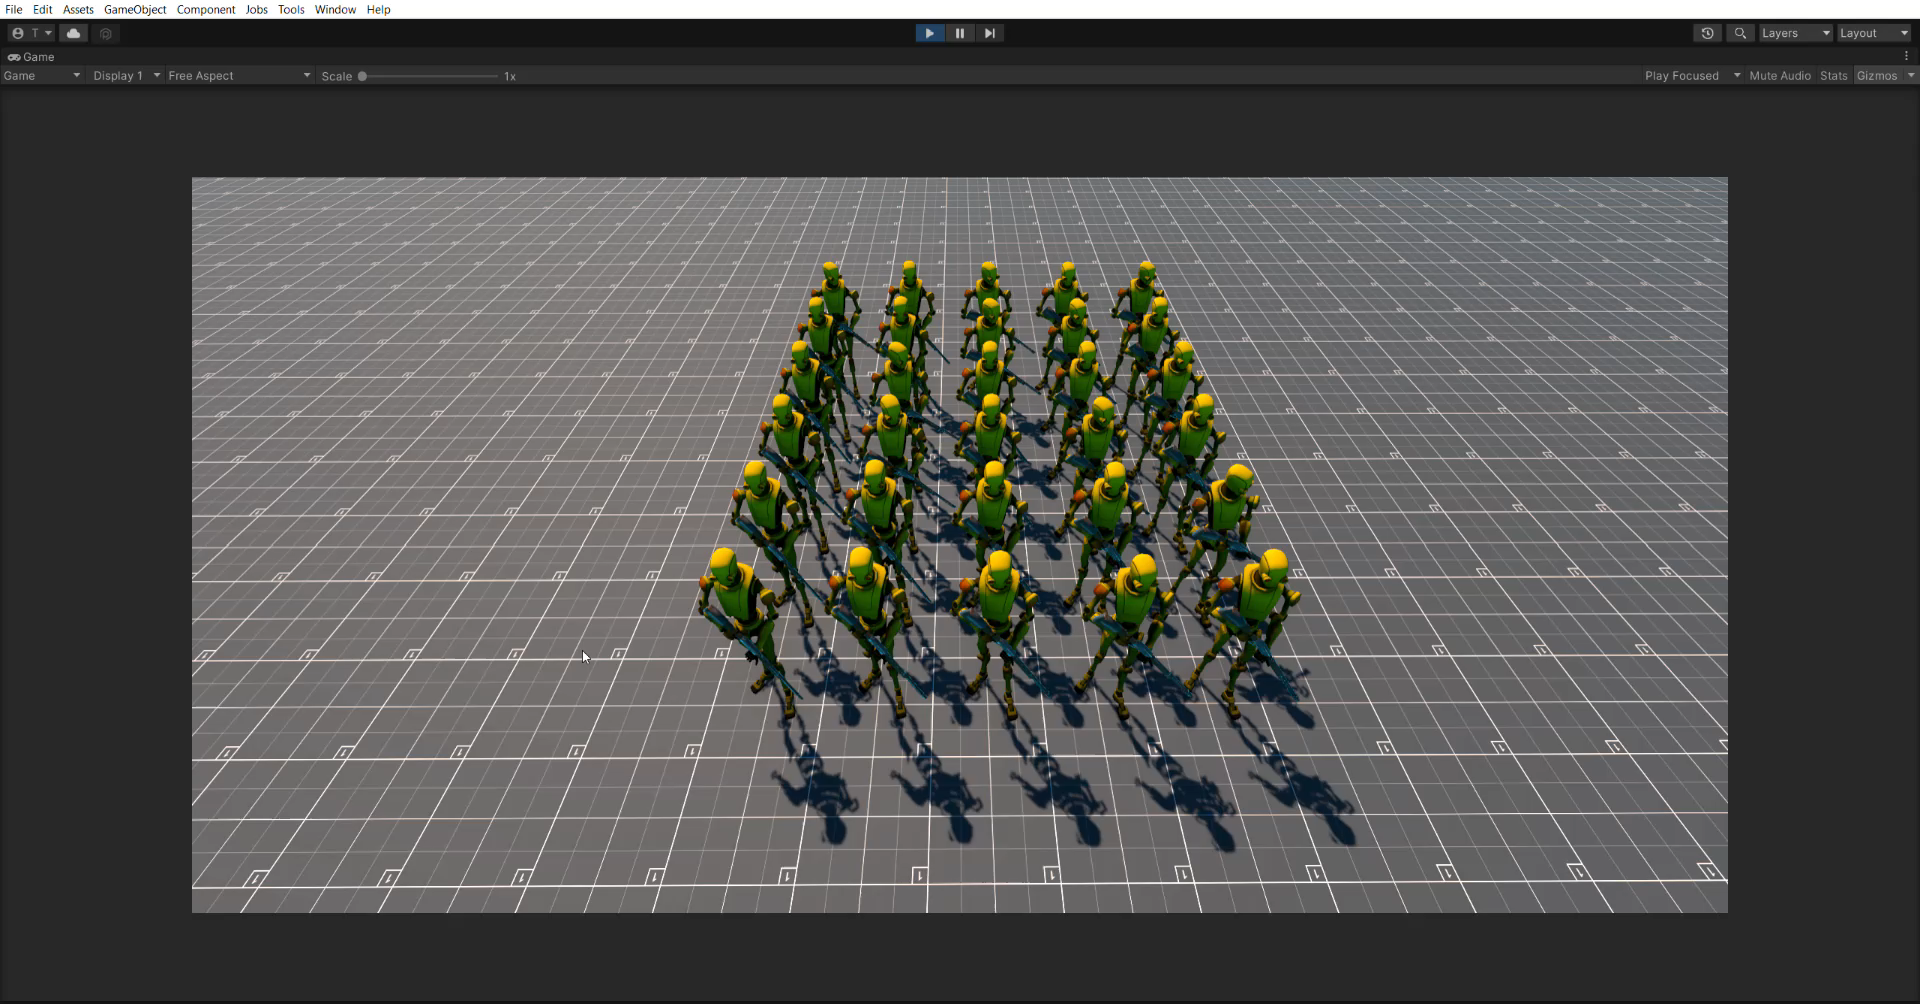 File Edit Assets GameObject Component Jobs Tools Window Help
T Layers Layout
Game
Game Display 1 Free Aspect Scale 1x Play Focused Mute Audio Stats Gizmos